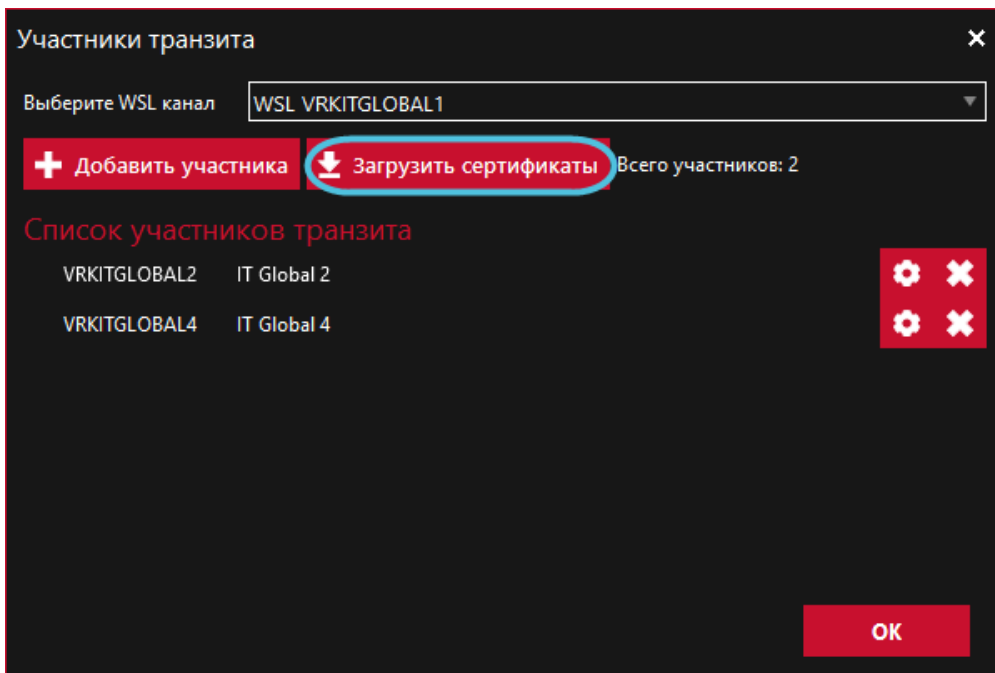 Участники транзита
Выберите WSL канал WSL VRKITGLOBAL1
Добавить участника Загрузить сертификаты Всего участников: 2
Список участников транзита
VRKITGLOBAL2 IT Global 2
VRKITGLOBAL4 IT Global 4
ОК